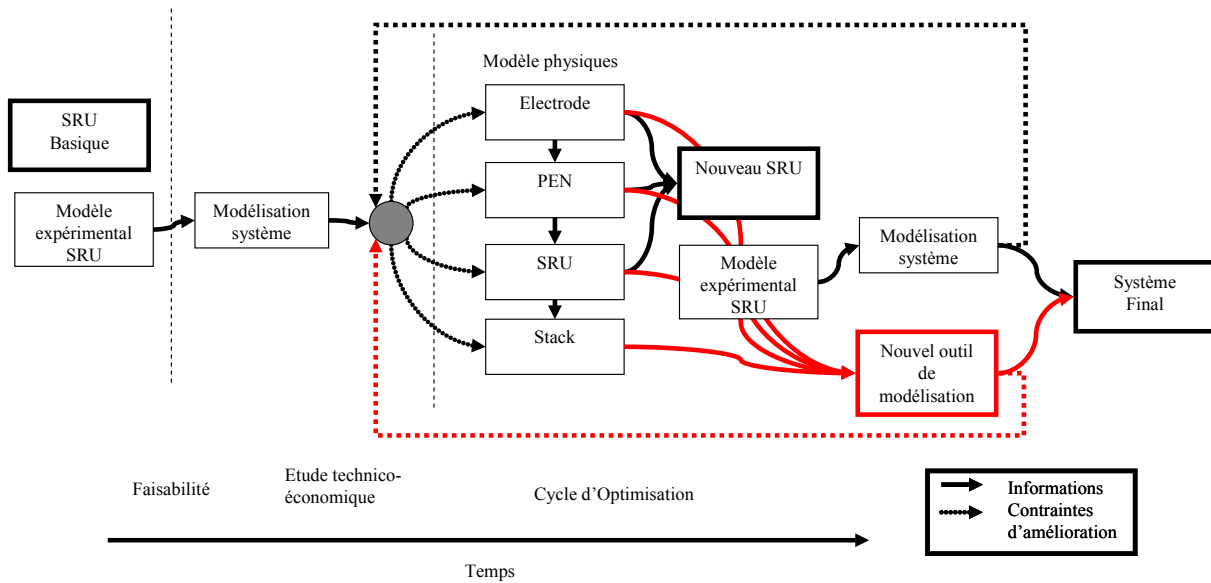 Modèle physiques
Electrode
SRU
Basique
PEN
Nouveau SRU
Modèle
expérimental
SRU
Modélisation
système
SRU
Modèle
expérimental
SRU
Modélisation
système
Système
Final
Stack
Nouvel outil
de
modélisation
Faisabilité
Etude technico-
économique
Cycle d'Optimisation
Informations
Contraintes
d'amélioration
Temps